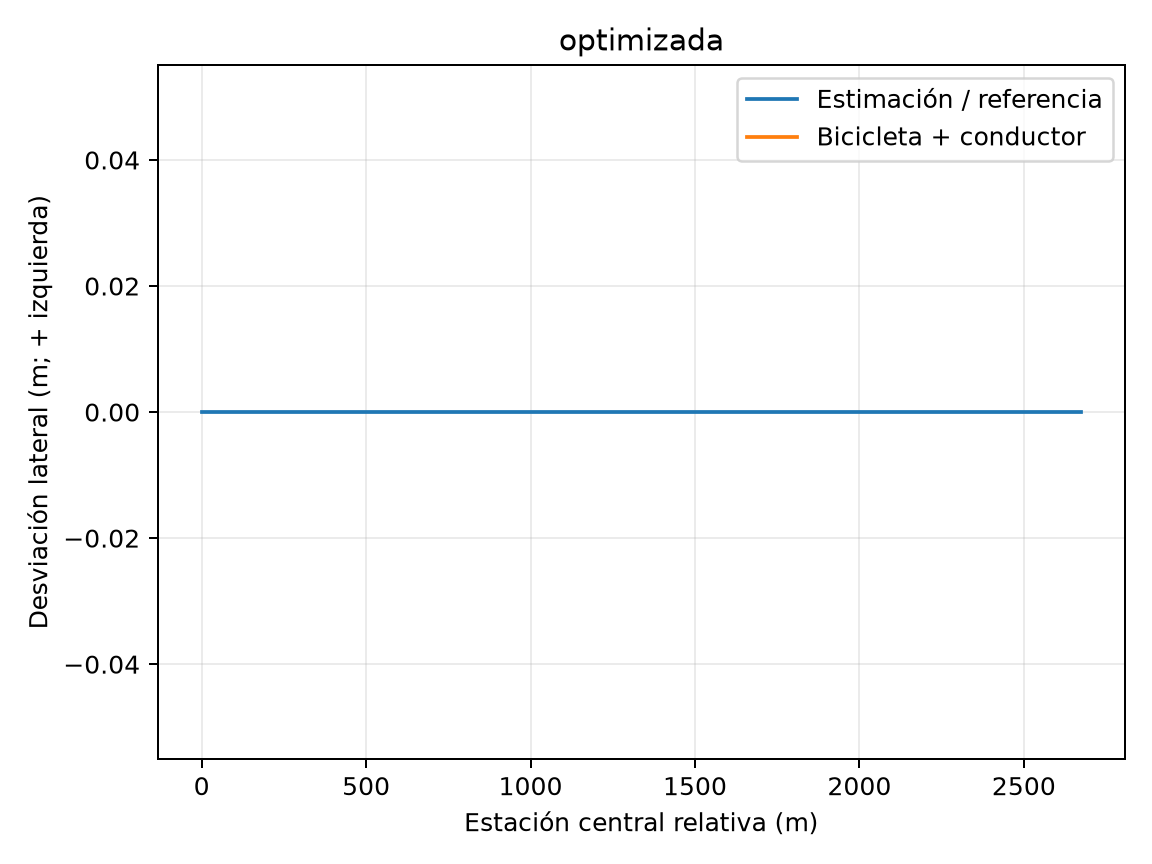 optimizada
Estimación / referencia
Bicicleta + conductor
Desviación lateral (m; + izquierda)
0.04
0.02
0.00
−0.02
−0.04
0 500 1000 1500 2000 2500
Estación central relativa (m)